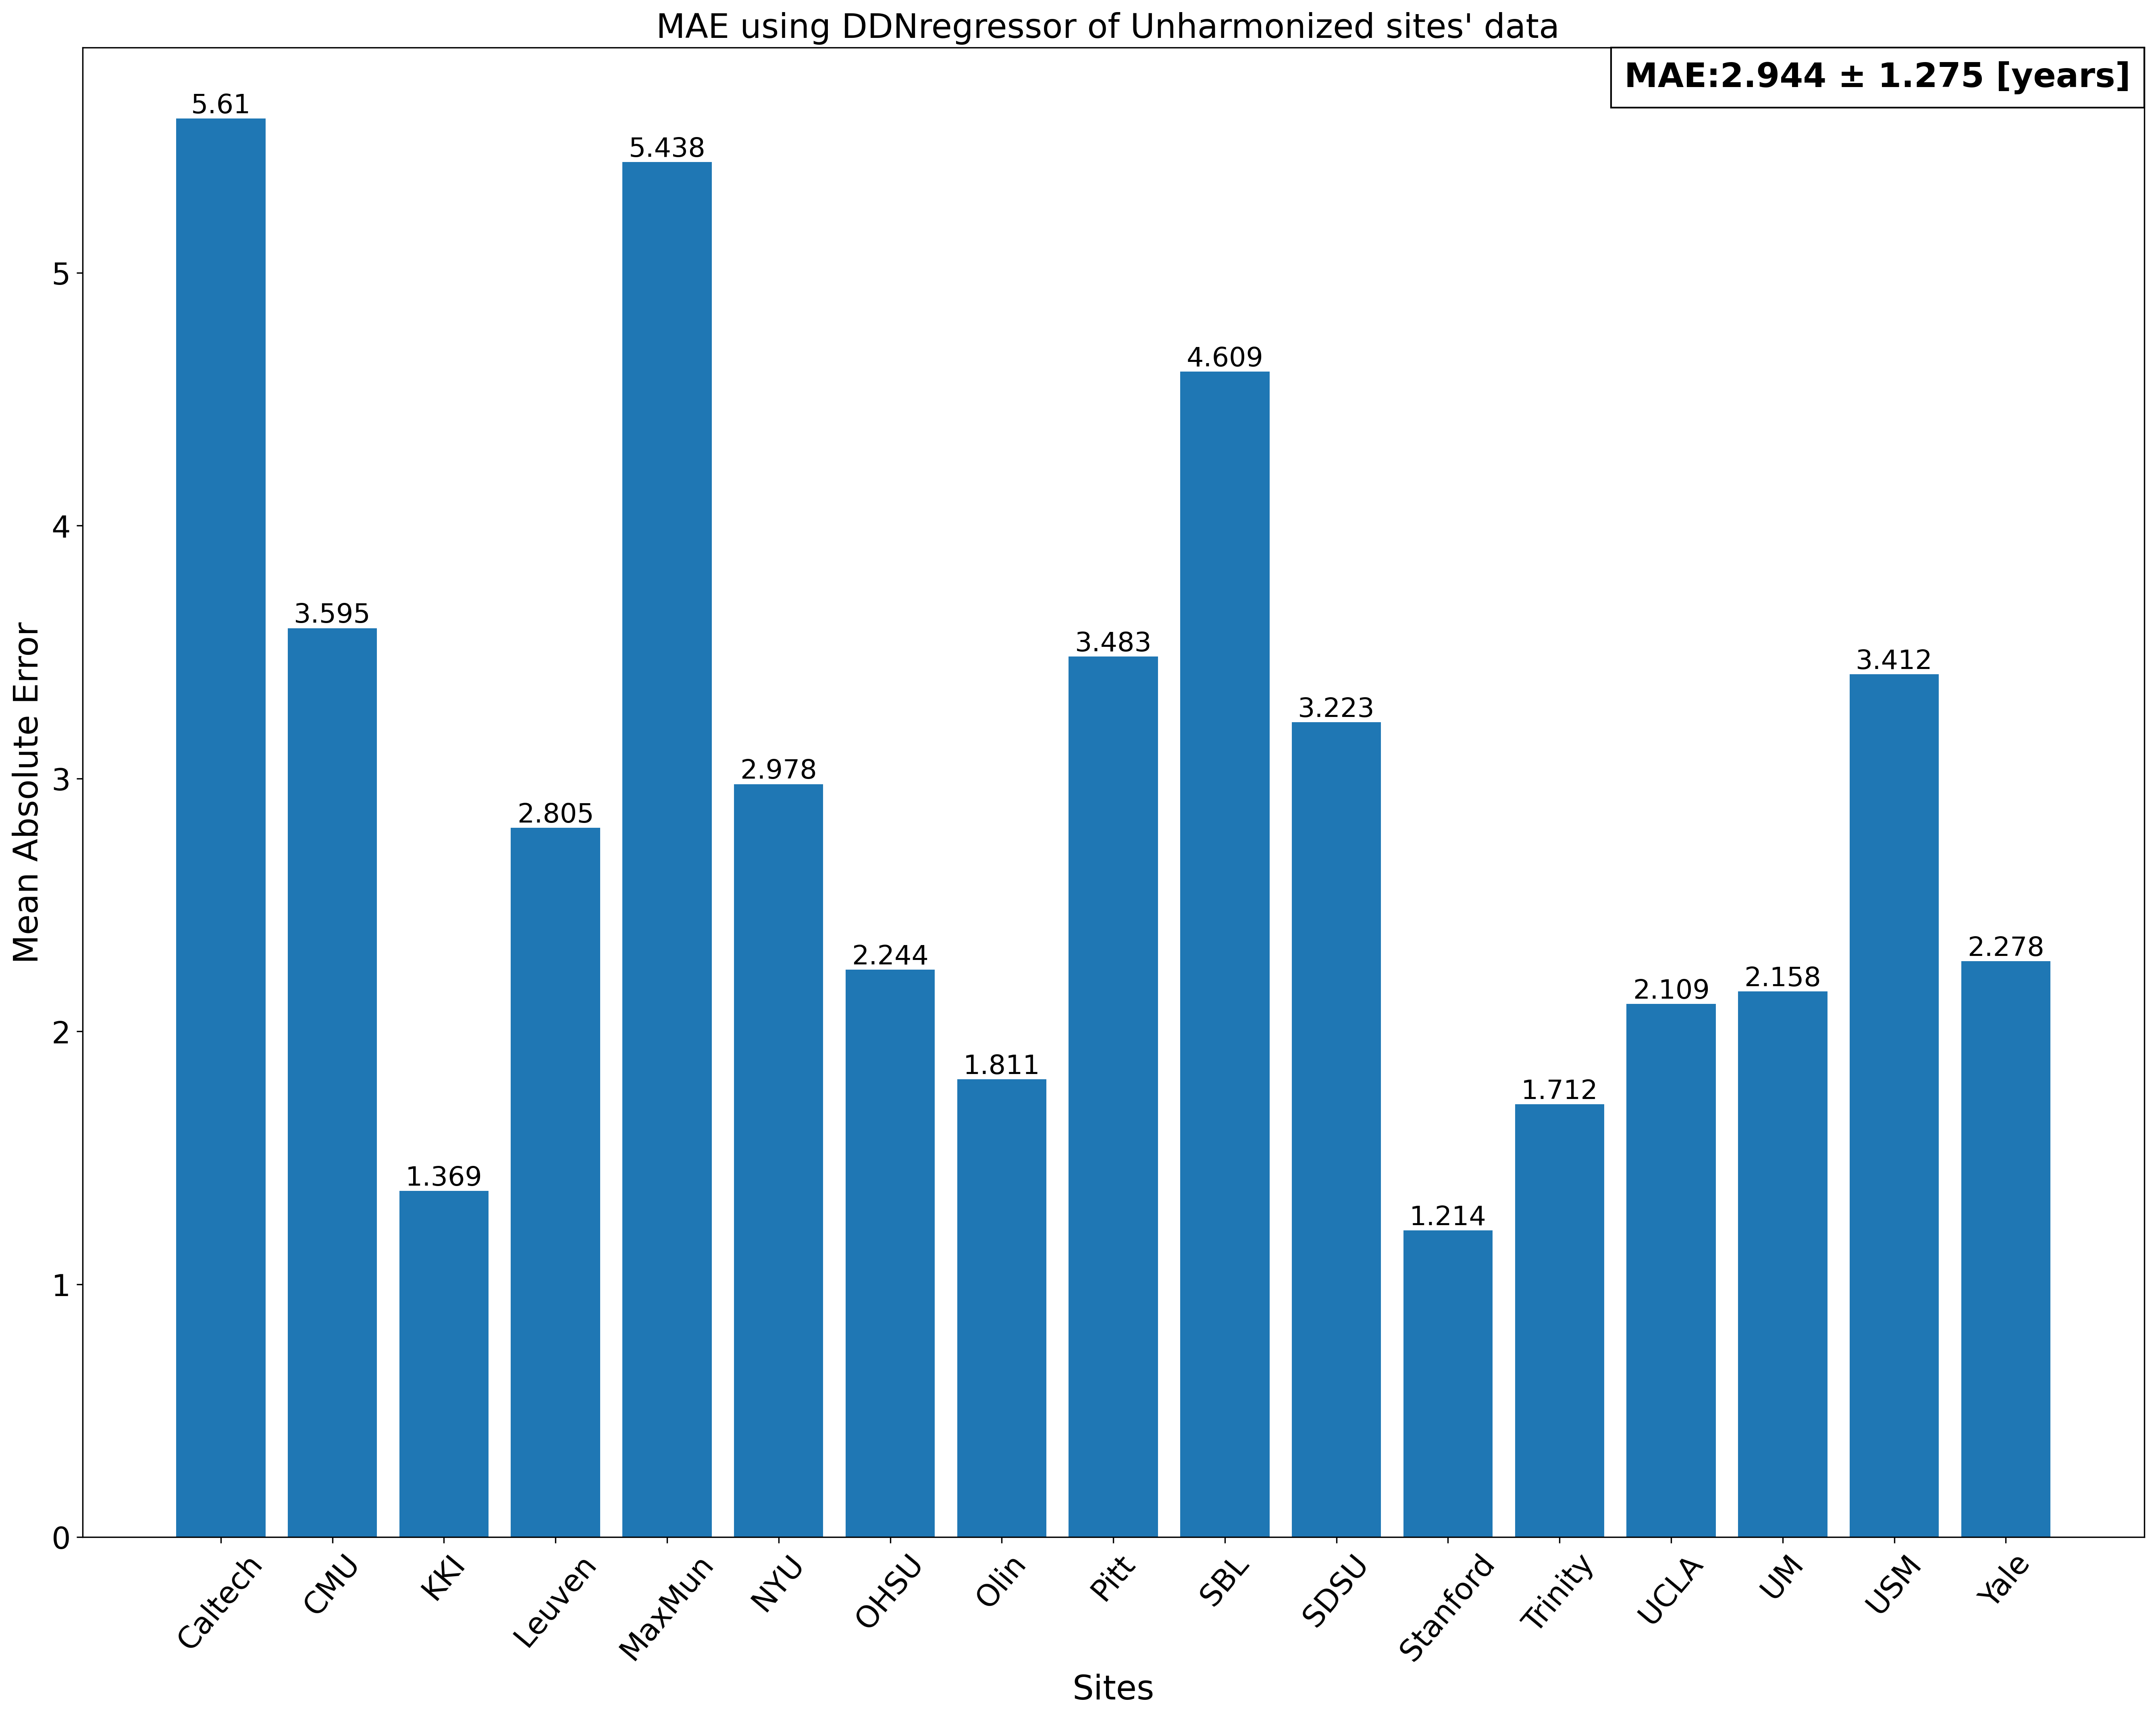 MAE using DDNregressor of Unharmonized sites' data
MAE:2.944 ± 1.275 [years]
Mean Absolute Error
5
4
3
2
1
0
5.61
3.595
1.369
2.805
5.438
2.978
2.244
1.811
3.483
4.609
3.223
1.214
1.712
2.109
2.158
3.412
2.278
Caltech
CMU
KKI
Leuven
MaxMun
NYU
OHSU
Olin
Pitt
SBL
SDSU
Stanford
Trinity
UCLA
UM
USM
Yale
Sites